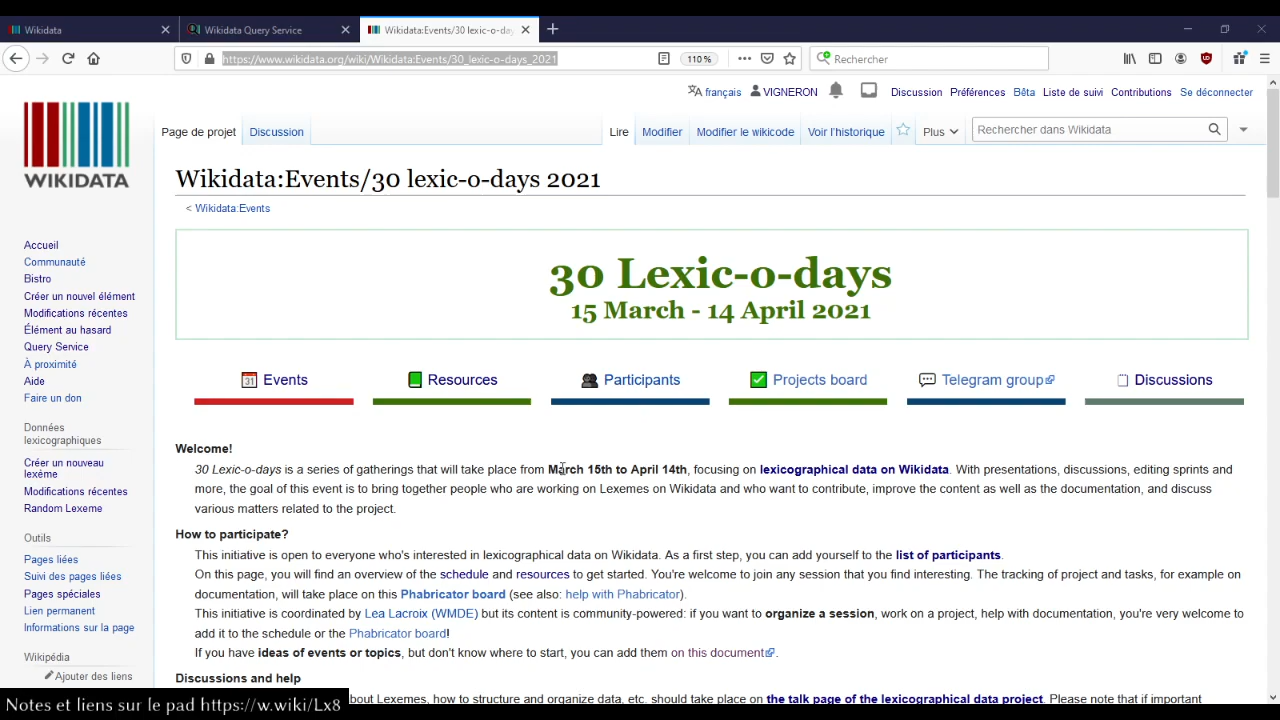 Wikidata
Wikidata Query Service
Wikidata:Events/30 lexic-o-day
https://www.wikidata.org/wiki/Wikidata:Events/30_lexic-o-days_2021
110 %
Rechercher
français
VIGNERON
Discussion
Préférences
Bêta
Liste de suivi
Contributions
Se déconnecter
Page de projet
Discussion
Lire
Modifier
Modifier le wikicode
Voir l'historique
Plus
Rechercher dans Wikidata
WIKIDATA
Wikidata:Events/30 lexic-o-days 2021
< Wikidata:Events
30 Lexic-o-days
15 March - 14 April 2021
31 Events
Resources
Participants
Projects board
Telegram group
Discussions
Accueil
Communauté
Bistro
Créer un nouvel élément
Modifications récentes
Élément au hasard
Query Service
À proximité
Aide
Faire un don
Données
lexicographiques
Créer un nouveau
lexème
Modifications récentes
Random Lexeme
Outils
Pages liées
Suivi des pages liées
Pages spéciales
Lien permanent
Informations sur la page
Wikipédia
Ajouter des liens
Welcome!
30 Lexic-o-days is a series of gatherings that will take place from March 15th to April 14th, focusing on lexicographical data on Wikidata. With presentations, discussions, editing sprints and
more, the goal of this event is to bring together people who are working on Lexemes on Wikidata and who want to contribute, improve the content as well as the documentation, and discuss
various matters related to the project.
How to participate?
This initiative is open to everyone who's interested in lexicographical data on Wikidata. As a first step, you can add yourself to the list of participants.
On this page, you will find an overview of the schedule and resources to get started. You're welcome to join any session that you find interesting. The tracking of project and tasks, for example on
documentation, will take place on this Phabricator board (see also: help with Phabricator).
This initiative is coordinated by Lea Lacroix (WMDE) but its content is community-powered: if you want to organize a session, work on a project, help with documentation, you're very welcome to
add it to the schedule or the Phabricator board!
If you have ideas of events or topics, but don't know where to start, you can add them on this document.
Discussions and help
bout Lexemes, how to structure and organize data, etc. should take place on the talk page of the lexicographical data project. Please note that if important
Notes et liens sur le pad https://w.wiki/Lx8